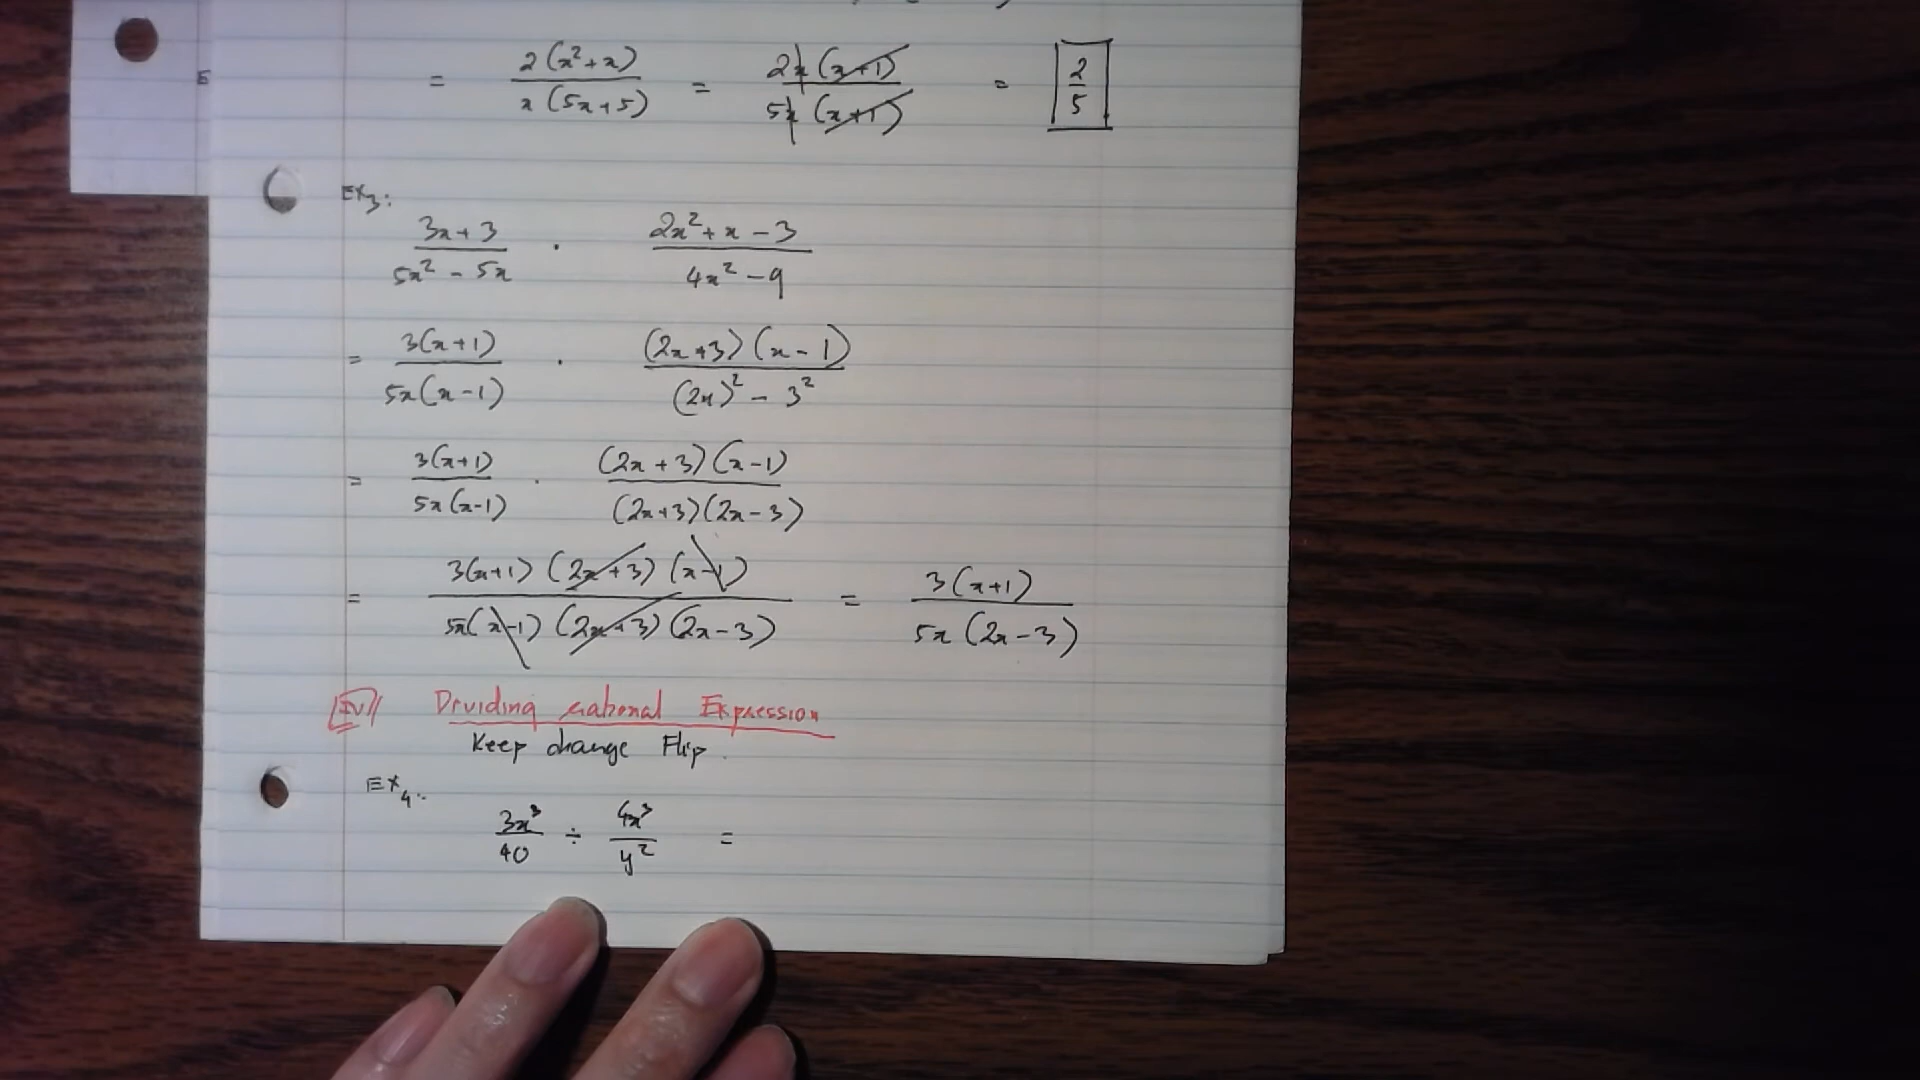 = 2(x²+x) / x(5x+5) = 2x(x+1) / 5x(x+1) = 2/5
Ex3:
3x+3 / 5x² - 5x · 2x²+x-3 / 4x²-9
= 3(x+1) / 5x(x-1) · (2x+3)(x-1) / (2x)² - 3²
= 3(x+1) / 5x(x-1) · (2x+3)(x-1) / (2x+3)(2x-3)
= 3(x+1)(2x+3)(x-1) / 5x(x-1)(2x+3)(2x-3) = 3(x+1) / 5x(2x-3)
IV Dividing rational Expression
Keep change Flip.
Ex4:
3x³ / 40 ÷ 4x³ / y² =